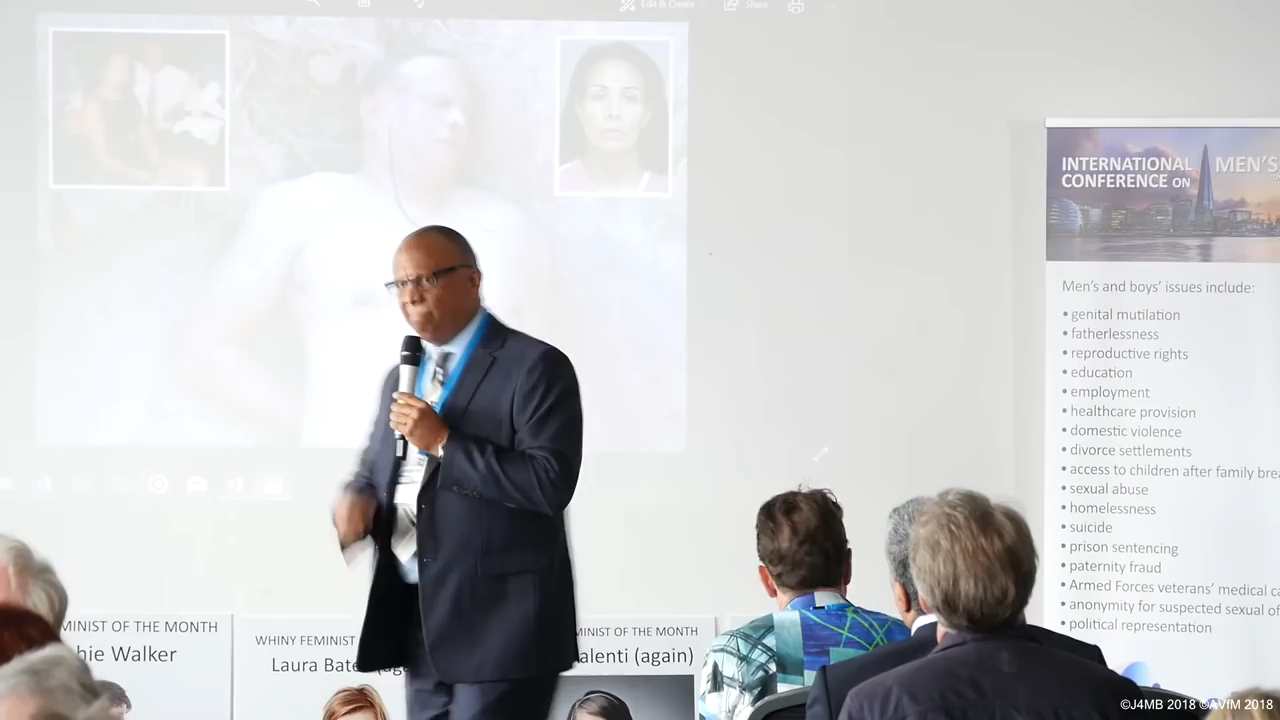 Edit & Create
Share
INTERNATIONAL MEN'S
CONFERENCE ON
Men's and boys' issues include:
• genital mutilation
• fatherlessness
• reproductive rights
• education
• employment
• healthcare provision
• domestic violence
• divorce settlements
• access to children after family brea
• sexual abuse
• homelessness
• suicide
• prison sentencing
• paternity fraud
• Armed Forces veterans' medical ca
• anonymity for suspected sexual of
• political representation
MINIST OF THE MONTH
hie Walker
WHINY FEMINIST
Laura Bate
MINIST OF THE MONTH
alenti (again)
©J4MB 2018 ©AVfM 2018